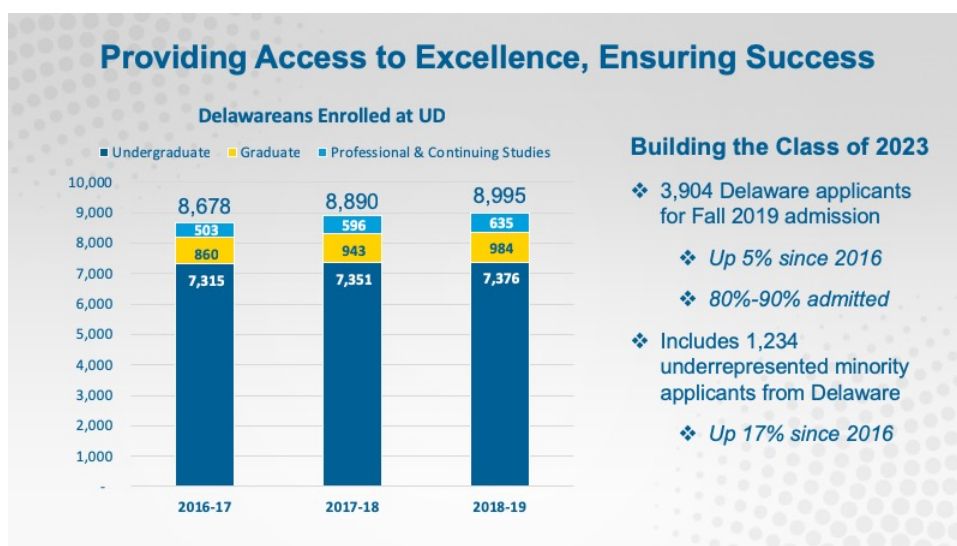 Providing Access to Excellence, Ensuring Success
Delawareans Enrolled at UD
Undergraduate Graduate Professional & Continuing Studies
10,000
9,000
8,000
7,000
6,000
5,000
4,000
3,000
2,000
1,000
-
8,678
503
860
7,315
8,890
596
943
7,351
8,995
635
984
7,376
2016-17 2017-18 2018-19
Building the Class of 2023
❖ 3,904 Delaware applicants
for Fall 2019 admission
❖ Up 5% since 2016
❖ 80%-90% admitted
❖ Includes 1,234
underrepresented minority
applicants from Delaware
❖ Up 17% since 2016